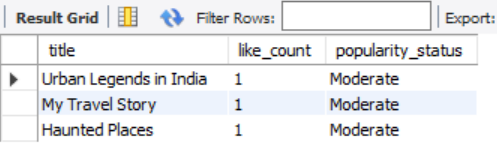 Result Grid Filter Rows: Export:
title like_count popularity_status
Urban Legends in India 1 Moderate
My Travel Story 1 Moderate
Haunted Places 1 Moderate